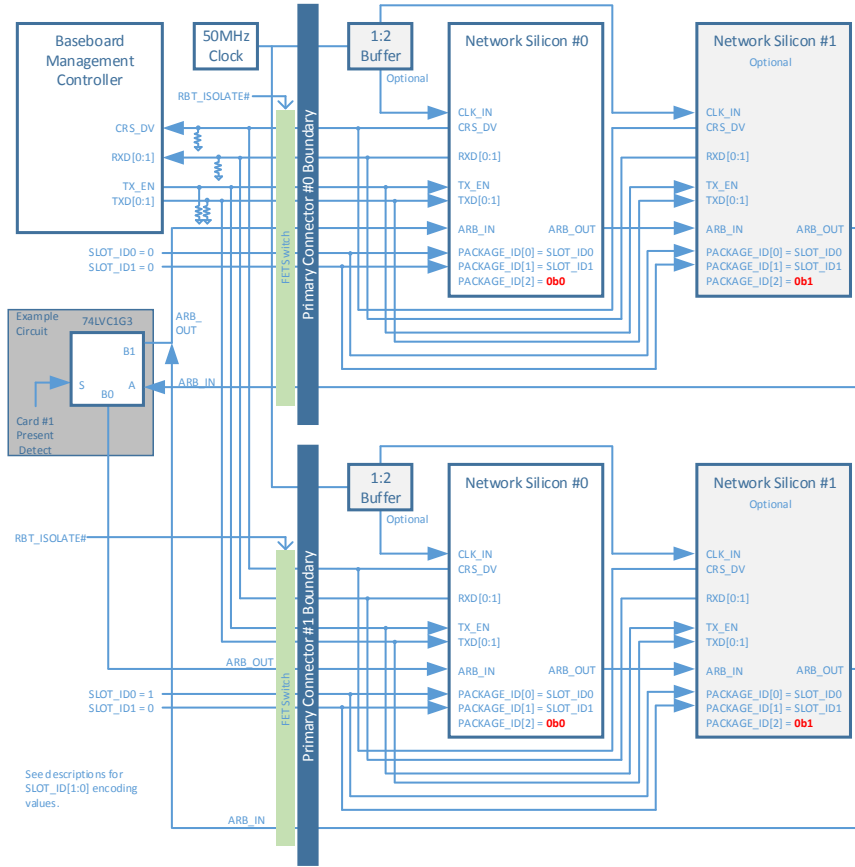 Baseboard
Management
Controller
CRS_DV
RXD[0:1]
TX_EN
TXD[0:1]
50MHz
Clock
RBT_ISOLATE#
1:2
Buffer
Optional
Network Silicon #0
CLK_IN
CRS_DV
RXD[0:1]
TX_EN
TXD[0:1]
ARB_IN
ARB_OUT
PACKAGE_ID[0] = SLOT_ID0
PACKAGE_ID[1] = SLOT_ID1
PACKAGE_ID[2] = 0b0
Network Silicon #1
Optional
CLK_IN
CRS_DV
RXD[0:1]
TX_EN
TXD[0:1]
ARB_IN
ARB_OUT
PACKAGE_ID[0] = SLOT_ID0
PACKAGE_ID[1] = SLOT_ID1
PACKAGE_ID[2] = 0b1
SLOT_ID0 = 0
SLOT_ID1 = 0
FET Switch
Primary Connector #0 Boundary
Example
Circuit
74LVC1G3
B1
S
A
B0
Card #1
Present
Detect
ARB_
OUT
ARB_IN
1:2
Buffer
Optional
Network Silicon #0
CLK_IN
CRS_DV
RXD[0:1]
TX_EN
TXD[0:1]
ARB_IN
ARB_OUT
PACKAGE_ID[0] = SLOT_ID0
PACKAGE_ID[1] = SLOT_ID1
PACKAGE_ID[2] = 0b0
Network Silicon #1
Optional
CLK_IN
CRS_DV
RXD[0:1]
TX_EN
TXD[0:1]
ARB_IN
ARB_OUT
PACKAGE_ID[0] = SLOT_ID0
PACKAGE_ID[1] = SLOT_ID1
PACKAGE_ID[2] = 0b1
RBT_ISOLATE#
ARB_OUT
SLOT_ID0 = 1
SLOT_ID1 = 0
FET Switch
Primary Connector #1 Boundary
See descriptions for
SLOT_ID[1:0] encoding
values.
ARB_IN